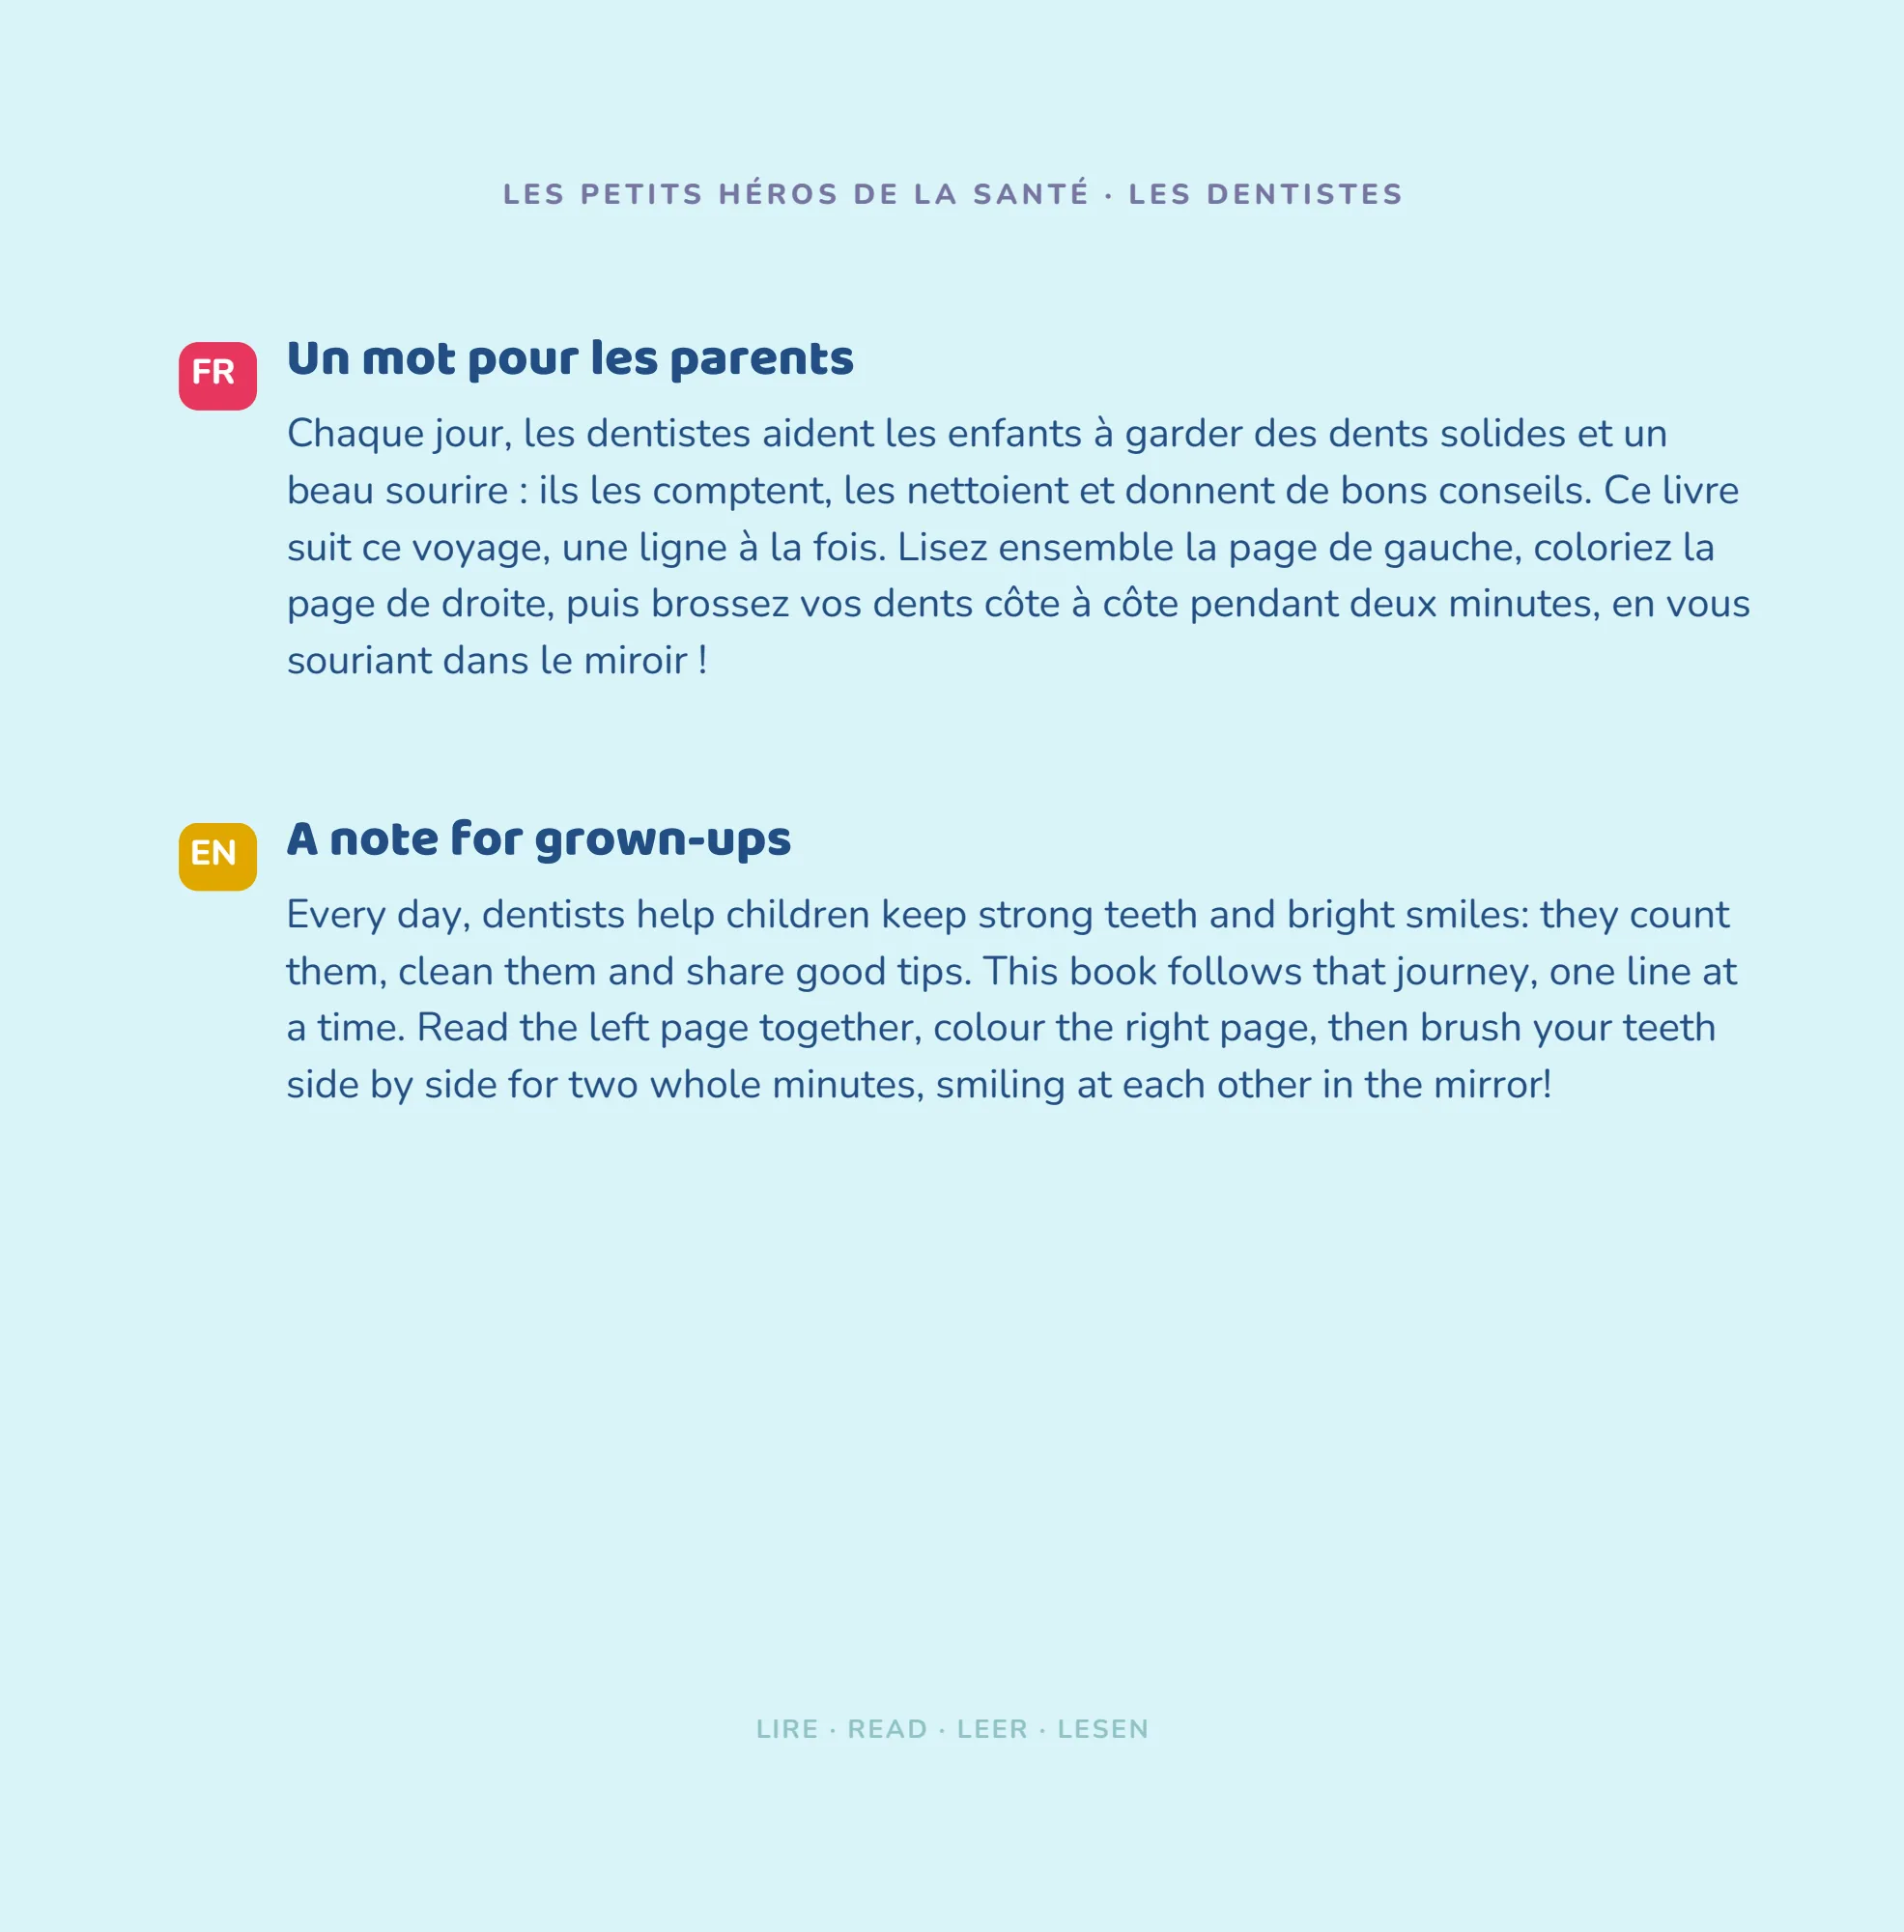 LES PETITS HÉROS DE LA SANTÉ · LES DENTISTES
FR
Un mot pour les parents
Chaque jour, les dentistes aident les enfants à garder des dents solides et un
beau sourire : ils les comptent, les nettoient et donnent de bons conseils. Ce livre
suit ce voyage, une ligne à la fois. Lisez ensemble la page de gauche, coloriez la
page de droite, puis brossez vos dents côte à côte pendant deux minutes, en vous
souriant dans le miroir !
EN
A note for grown-ups
Every day, dentists help children keep strong teeth and bright smiles: they count
them, clean them and share good tips. This book follows that journey, one line at
a time. Read the left page together, colour the right page, then brush your teeth
side by side for two whole minutes, smiling at each other in the mirror!
LIRE · READ · LEER · LESEN